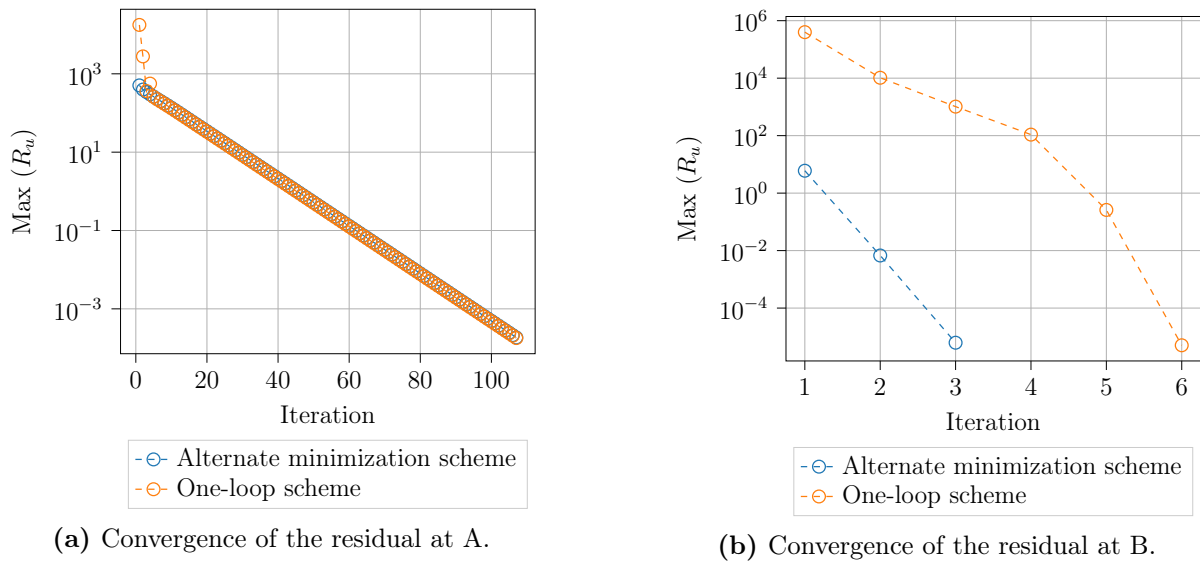 Max (R_u)
10^3
10^1
10^−1
10^−3
0 20 40 60 80 100
Iteration
Alternate minimization scheme
One-loop scheme
(a) Convergence of the residual at A.
Max (R_u)
10^6
10^4
10^2
10^0
10^−2
10^−4
1 2 3 4 5 6
Iteration
Alternate minimization scheme
One-loop scheme
(b) Convergence of the residual at B.